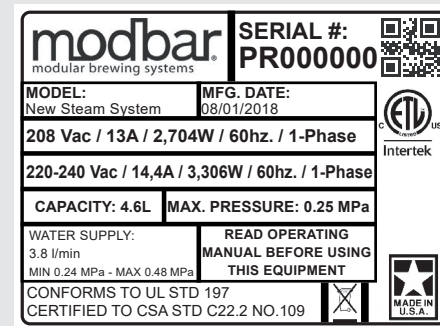 modbar.
modular brewing systems
SERIAL #:
PR000000
MODEL:
New Steam System
MFG. DATE:
08/01/2018
208 Vac / 13A / 2,704W / 60hz. / 1-Phase
220-240 Vac / 14,4A / 3,306W / 60hz. / 1-Phase
CAPACITY: 4.6L
MAX. PRESSURE: 0.25 MPa
WATER SUPPLY:
3.8 l/min
MIN 0.24 MPa - MAX 0.48 MPa
READ OPERATING
MANUAL BEFORE USING
THIS EQUIPMENT
CONFORMS TO UL STD 197
CERTIFIED TO CSA STD C22.2 NO.109
C ETL US
LISTED
Intertek
MADE IN
U.S.A.